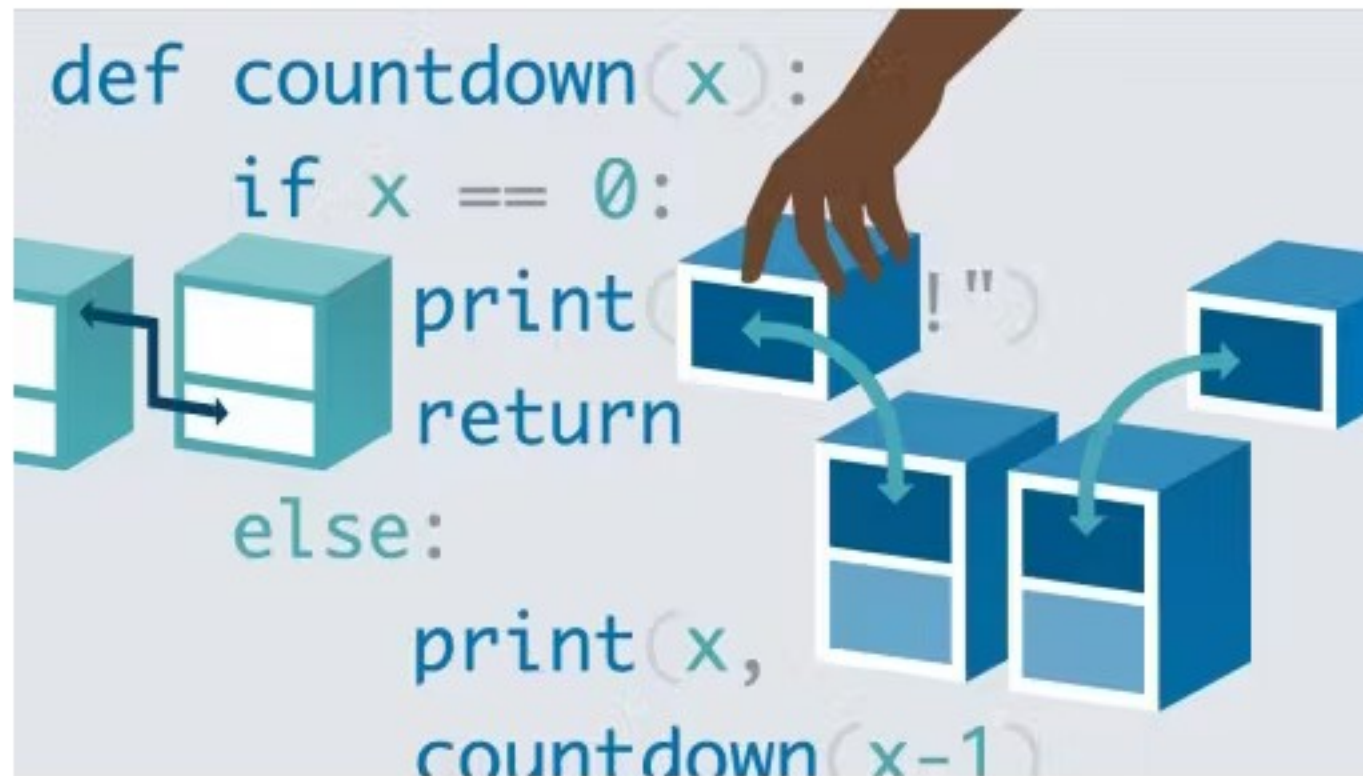 def countdown(x):
if x == 0:
print( !")
return
else:
print(x,
countdown(x-1)